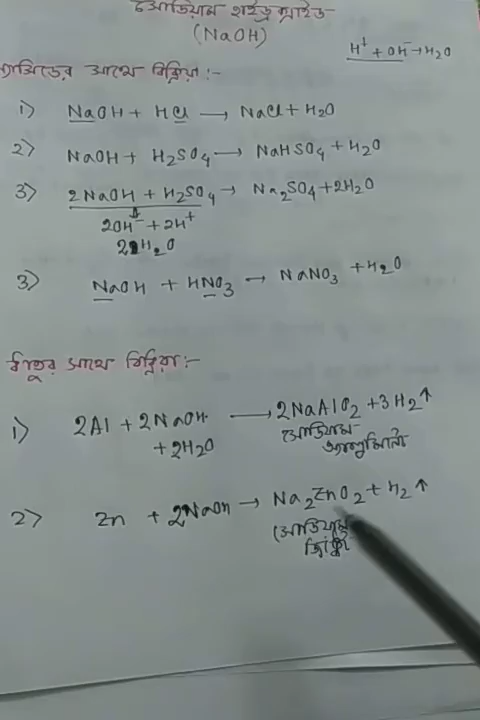 সোডিয়াম হাইড্রক্সাইড
(NaOH)
H⁺ + OH⁻→H₂O
অ্যাসিডের সাথে বিক্রিয়া:-
১) NaOH + HCl → NaCl + H₂O
2) NaOH + H₂SO₄ → NaHSO₄ + H₂O
3) 2NaOH + H₂SO₄ → Na₂SO₄ + 2H₂O
2OH⁻ + 2H⁺
2H₂O
3) NaOH + HNO₃ → NaNO₃ + H₂O
ধাতুর সাথে বিক্রিয়া:-
১) 2Al + 2NaOH → 2NaAlO₂ + 3H₂↑
+ 2H₂O
সোডিয়াম
অ্যালুমিনেট
2) Zn + 2NaOH → Na₂ZnO₂ + H₂↑
(সোডিয়াম